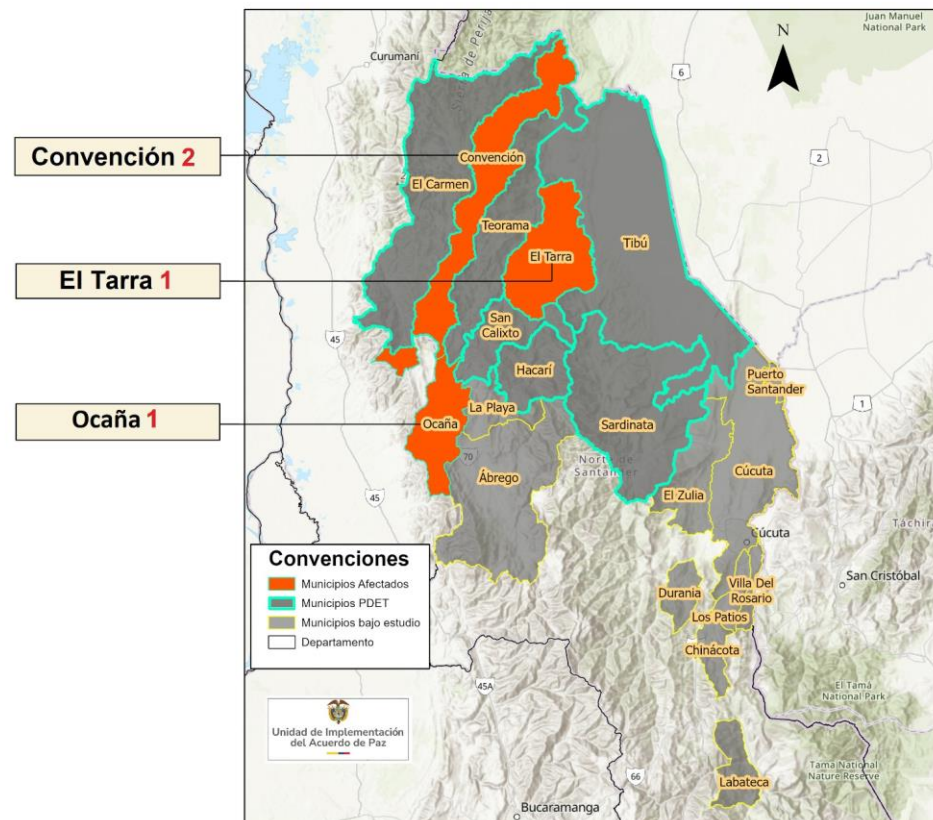 Juan Manuel
National Park
N
Curumani
Sierra de Perijá
6
2
Convención 2
Convención
El Carmen
Teorama
El Tarra 1
El Tarra
Tibú
45
San
Calixto
Hacarí
Puerto
Santander
1
Ocaña 1
La Playa
Ocaña
Sardinata
70
Norte de
Santander
Ábrego
Cúcuta
45
El Zulia
Cúcuta
Táchira
San Cristóbal
Convenciones
Municipios Afectados
Municipios PDET
Municipios bajo estudio
Departamento
Durania
Villa Del
Rosario
Los Patios
Chinácota
45A
El Tamá
National Park
Unidad de Implementación
del Acuerdo de Paz
Tama National
Nature Reserve
66
Labateca
Bucaramanga